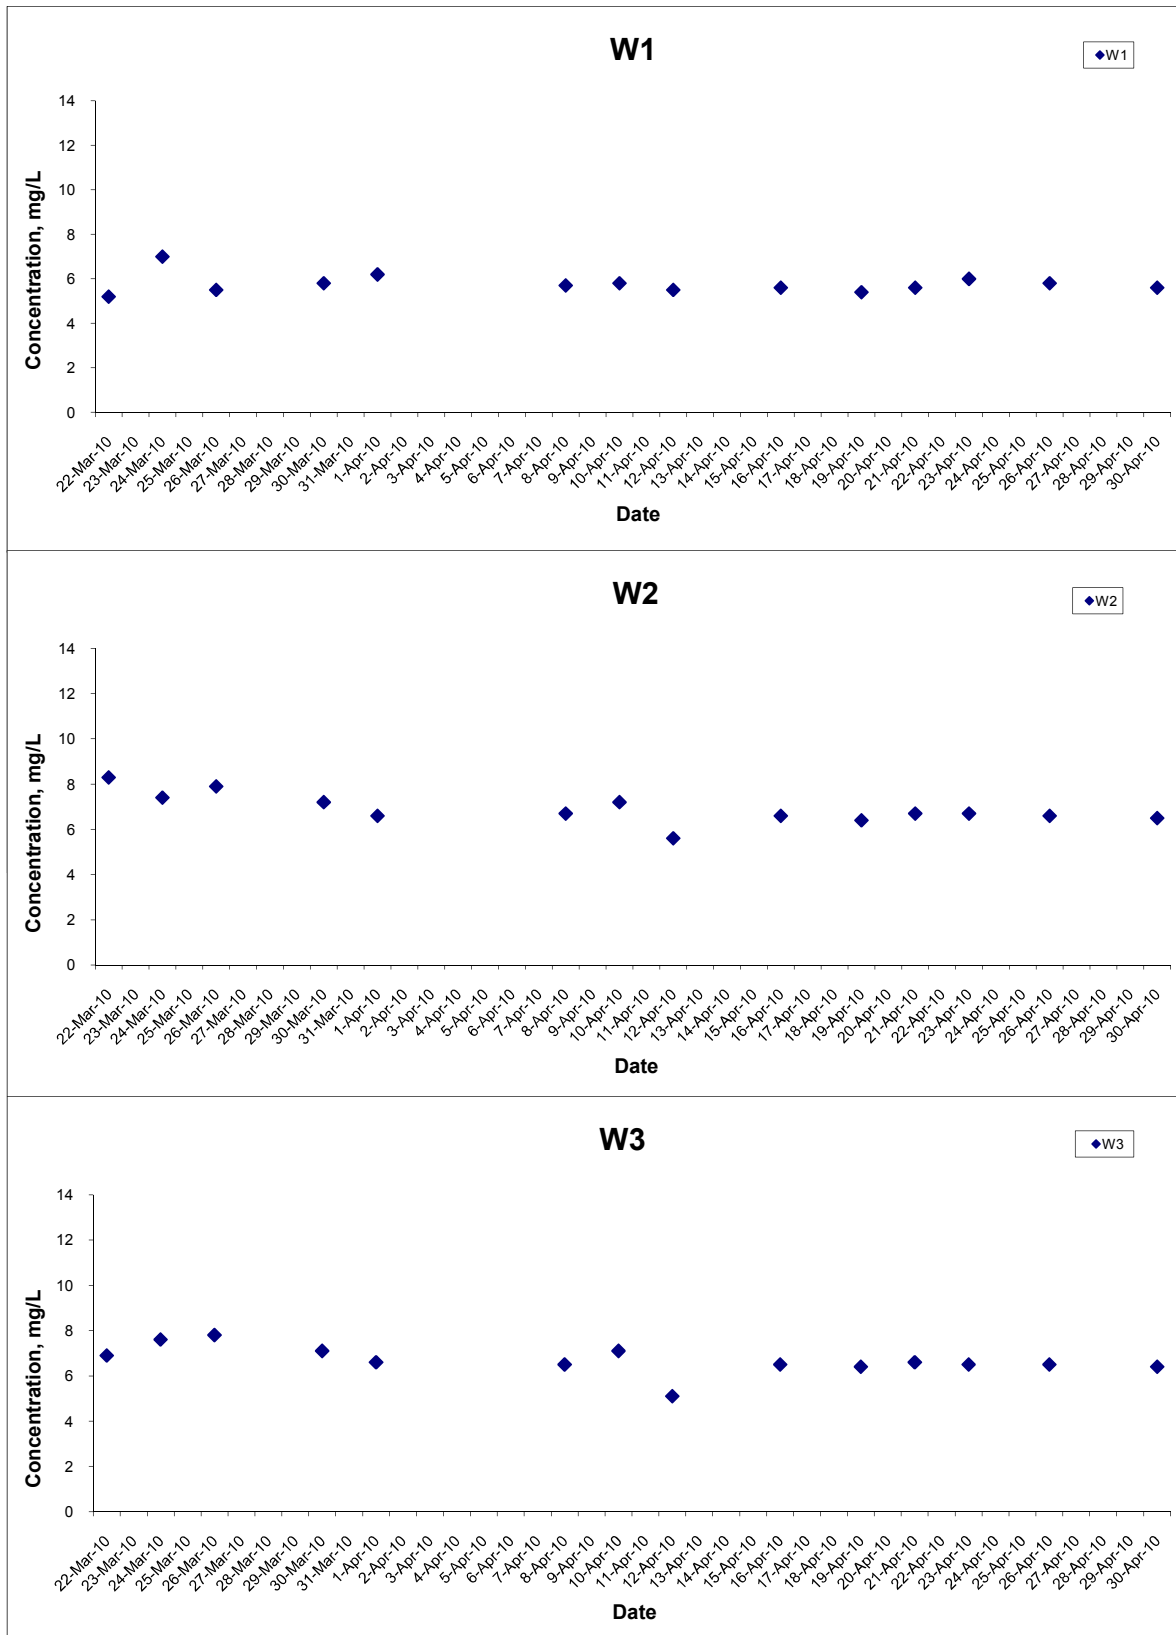 W1
W1
Concentration, mg/L
14
12
10
8
6
4
2
0
22-Mar-10
23-Mar-10
24-Mar-10
25-Mar-10
26-Mar-10
27-Mar-10
28-Mar-10
29-Mar-10
30-Mar-10
31-Mar-10
1-Apr-10
2-Apr-10
3-Apr-10
4-Apr-10
5-Apr-10
6-Apr-10
7-Apr-10
8-Apr-10
9-Apr-10
10-Apr-10
11-Apr-10
12-Apr-10
13-Apr-10
14-Apr-10
15-Apr-10
16-Apr-10
17-Apr-10
18-Apr-10
19-Apr-10
20-Apr-10
21-Apr-10
22-Apr-10
23-Apr-10
24-Apr-10
25-Apr-10
26-Apr-10
27-Apr-10
28-Apr-10
29-Apr-10
30-Apr-10
Date
W2
W2
Concentration, mg/L
14
12
10
8
6
4
2
0
22-Mar-10
23-Mar-10
24-Mar-10
25-Mar-10
26-Mar-10
27-Mar-10
28-Mar-10
29-Mar-10
30-Mar-10
31-Mar-10
1-Apr-10
2-Apr-10
3-Apr-10
4-Apr-10
5-Apr-10
6-Apr-10
7-Apr-10
8-Apr-10
9-Apr-10
10-Apr-10
11-Apr-10
12-Apr-10
13-Apr-10
14-Apr-10
15-Apr-10
16-Apr-10
17-Apr-10
18-Apr-10
19-Apr-10
20-Apr-10
21-Apr-10
22-Apr-10
23-Apr-10
24-Apr-10
25-Apr-10
26-Apr-10
27-Apr-10
28-Apr-10
29-Apr-10
30-Apr-10
Date
W3
W3
Concentration, mg/L
14
12
10
8
6
4
2
0
22-Mar-10
23-Mar-10
24-Mar-10
25-Mar-10
26-Mar-10
27-Mar-10
28-Mar-10
29-Mar-10
30-Mar-10
31-Mar-10
1-Apr-10
2-Apr-10
3-Apr-10
4-Apr-10
5-Apr-10
6-Apr-10
7-Apr-10
8-Apr-10
9-Apr-10
10-Apr-10
11-Apr-10
12-Apr-10
13-Apr-10
14-Apr-10
15-Apr-10
16-Apr-10
17-Apr-10
18-Apr-10
19-Apr-10
20-Apr-10
21-Apr-10
22-Apr-10
23-Apr-10
24-Apr-10
25-Apr-10
26-Apr-10
27-Apr-10
28-Apr-10
29-Apr-10
30-Apr-10
Date